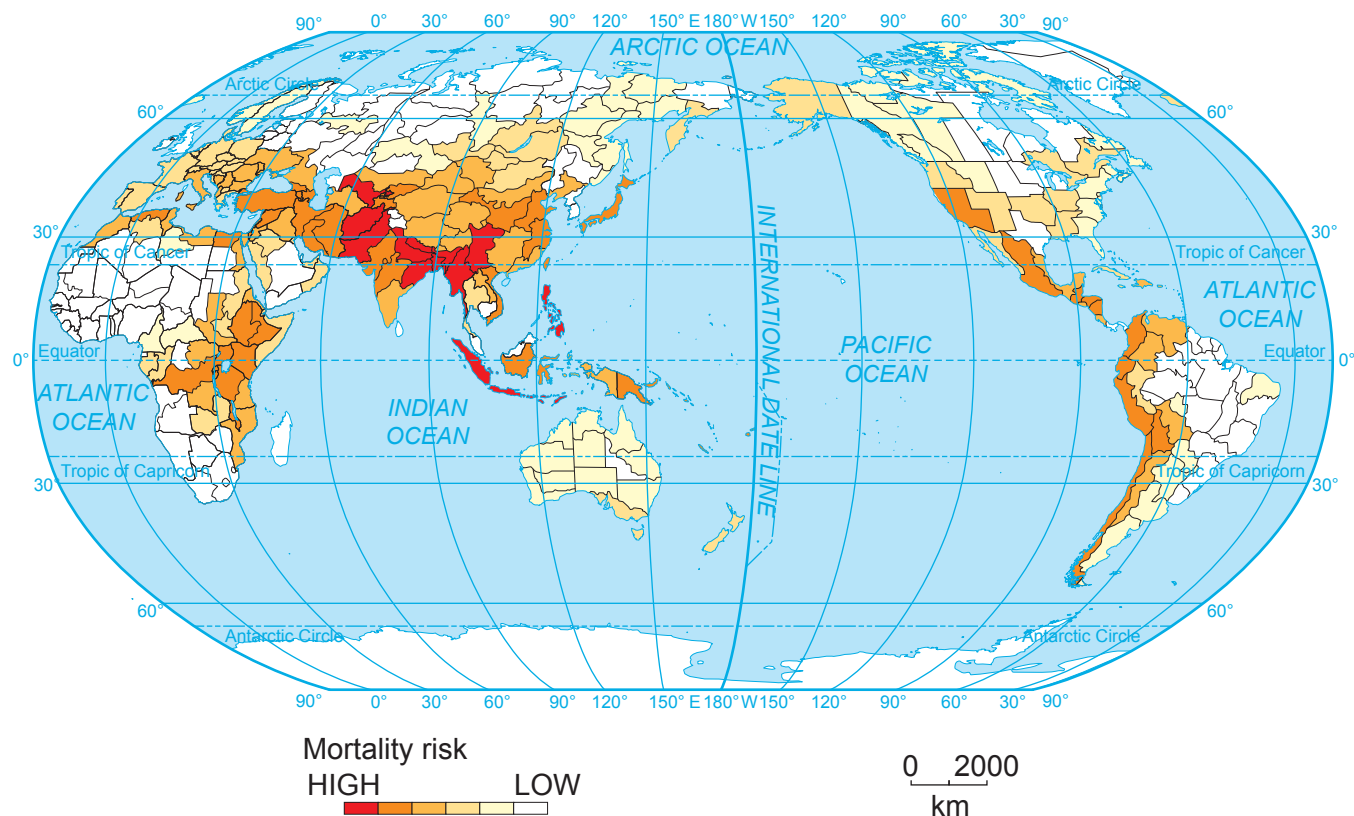 90° 0° 30° 60° 90° 120° 150° E 180° W 150° 120° 90° 60° 30° 90°
ARCTIC OCEAN
Arctic Circle
Arctic Circle
60°
60°
30°
30°
Tropic of Cancer
Tropic of Cancer
INTERNATIONAL DATE LINE
ATLANTIC
OCEAN
PACIFIC
OCEAN
0°
Equator
Equator
0°
ATLANTIC
OCEAN
INDIAN
OCEAN
Tropic of Capricorn
Tropic of Capricorn
30°
30°
60°
60°
Antarctic Circle
Antarctic Circle
90° 0° 30° 60° 90° 120° 150° E 180° W 150° 120° 90° 60° 30° 90°
Mortality risk
HIGH LOW
0 2000
km